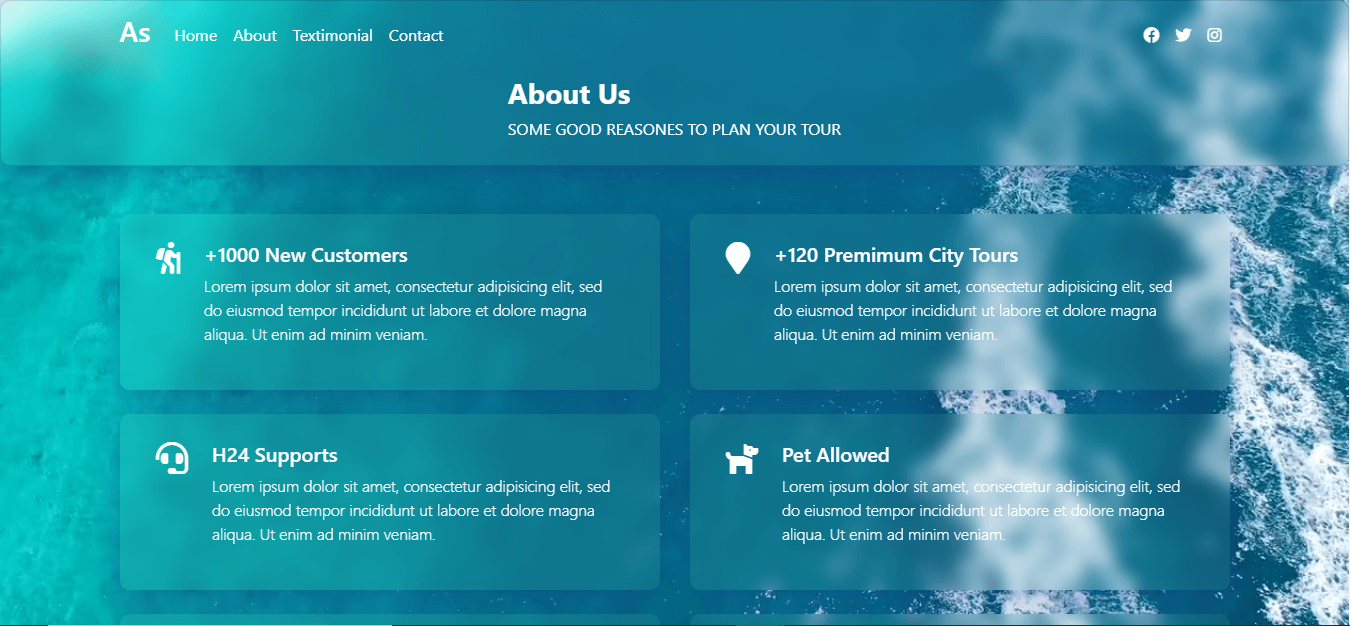 As Home About Textimonial Contact
About Us
SOME GOOD REASONES TO PLAN YOUR TOUR
+1000 New Customers
Lorem ipsum dolor sit amet, consectetur adipisicing elit, sed
do eiusmod tempor incididunt ut labore et dolore magna
aliqua. Ut enim ad minim veniam.
+120 Premimum City Tours
Lorem ipsum dolor sit amet, consectetur adipisicing elit, sed
do eiusmod tempor incididunt ut labore et dolore magna
aliqua. Ut enim ad minim veniam.
H24 Supports
Lorem ipsum dolor sit amet, consectetur adipisicing elit, sed
do eiusmod tempor incididunt ut labore et dolore magna
aliqua. Ut enim ad minim veniam.
Pet Allowed
Lorem ipsum dolor sit amet, consectetur adipisicing elit, sed
do eiusmod tempor incididunt ut labore et dolore magna
aliqua. Ut enim ad minim veniam.